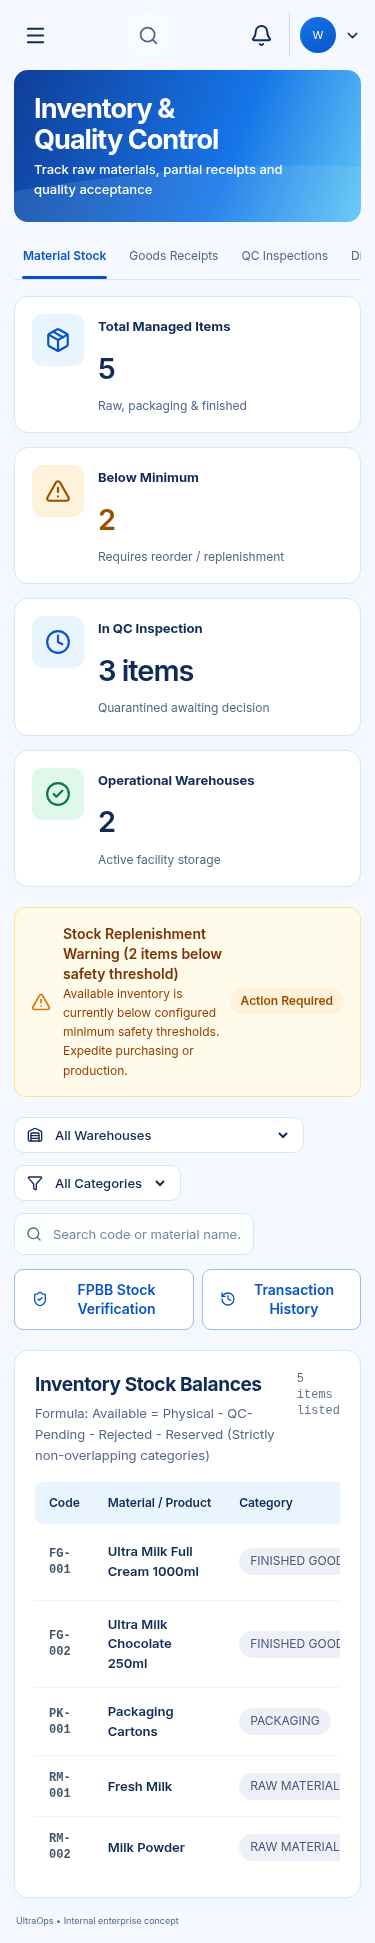 W
Inventory &
Quality Control
Track raw materials, partial receipts and
quality acceptance
Material Stock
Goods Receipts
QC Inspections
Total Managed Items
5
Raw, packaging & finished
Below Minimum
2
Requires reorder / replenishment
In QC Inspection
3 items
Quarantined awaiting decision
Operational Warehouses
2
Active facility storage
Stock Replenishment
Warning (2 items below
safety threshold)
Available inventory is
currently below configured
minimum safety thresholds.
Expedite purchasing or
production.
Action Required
All Warehouses
All Categories
Search code or material name.
FPBB Stock
Verification
Transaction
History
Inventory Stock Balances
5
items
listed
Formula: Available = Physical - QC-
Pending - Rejected - Reserved (Strictly
non-overlapping categories)
Code Material / Product Category
FG-
001
Ultra Milk Full
Cream 1000ml
FINISHED GOOD
FG-
002
Ultra Milk
Chocolate
250ml
FINISHED GOOD
PK-
001
Packaging
Cartons
PACKAGING
RM-
001
Fresh Milk
RAW MATERIAL
RM-
002
Milk Powder
RAW MATERIAL
UltraOps • Internal enterprise concept